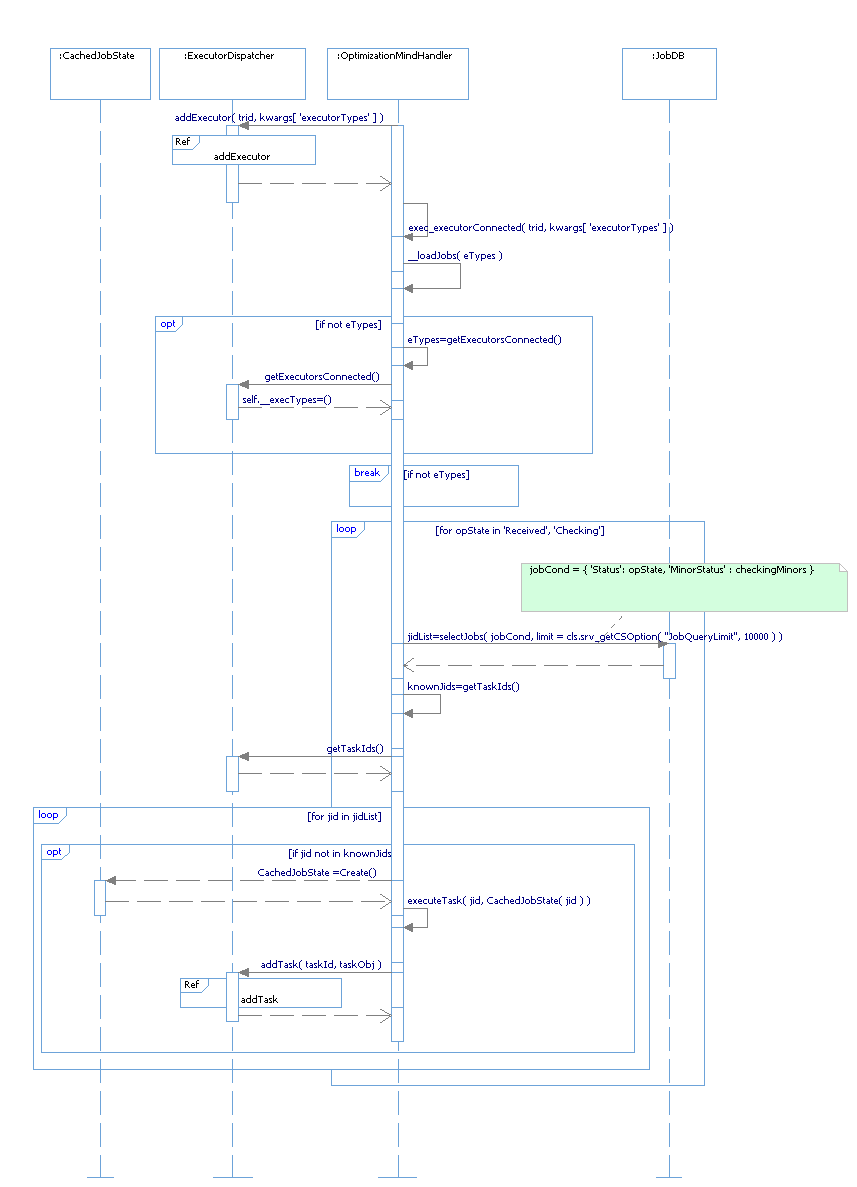 :CachedJobState
:ExecutorDispatcher
:OptimizationMindHandler
:JobDB
addExecutor( trid, kwargs[ 'executorTypes' ] )
Ref
addExecutor
exec_executorConnected( trid, kwargs[ 'executorTypes' ] )
__loadJobs( eTypes )
opt
[if not eTypes]
eTypes=getExecutorsConnected()
getExecutorsConnected()
self.__execTypes=()
break
[if not eTypes]
loop
[for opState in 'Received', 'Checking']
jobCond = { 'Status': opState, 'MinorStatus' : checkingMinors }
jidList=selectJobs( jobCond, limit = cls.srv_getCSOption( "JobQueryLimit", 10000 ) )
knownJids=getTaskIds()
getTaskIds()
loop
[for jid in jidList]
opt
[if jid not in knownJids
CachedJobState =Create()
executeTask( jid, CachedJobState( jid ) )
addTask( taskId, taskObj )
Ref
addTask